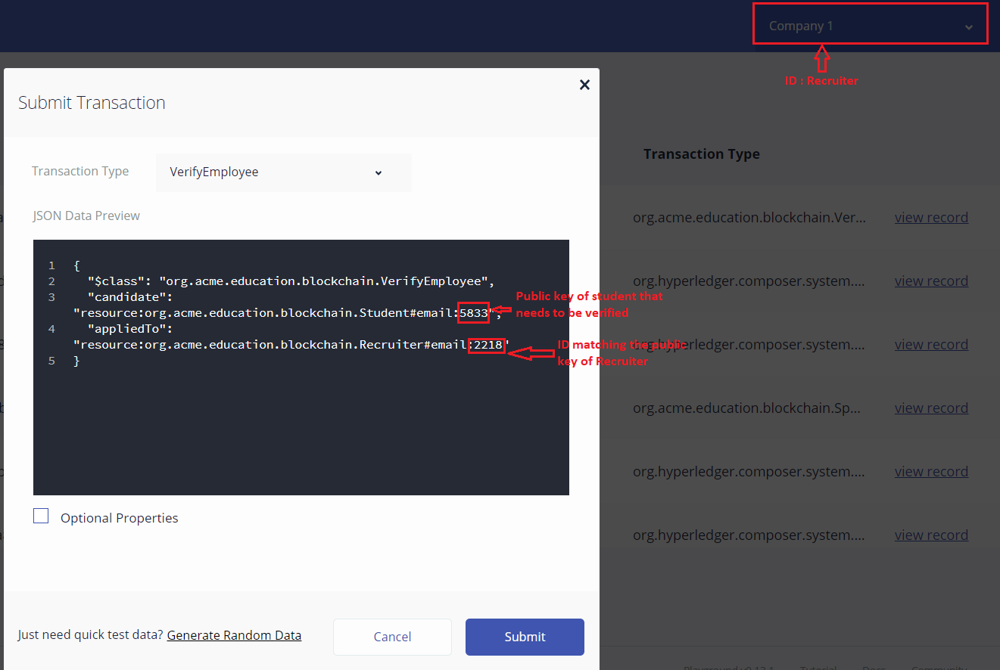 Company 1
ID : Recruiter
Submit Transaction
Transaction Type
VerifyEmployee
JSON Data Preview
1 {
2 "$class": "org.acme.education.blockchain.VerifyEmployee",
3 "candidate":
"resource:org.acme.education.blockchain.Student#email:5833",
4 "appliedTo":
"resource:org.acme.education.blockchain.Recruiter#email:2218"
5 }
Public key of student that
needs to be verified
ID matching the public
key of Recruiter
Optional Properties
Just need quick test data? Generate Random Data
Cancel
Submit
Transaction Type
org.acme.education.blockchain.Ver... view record
org.hyperledger.composer.system.... view record
org.hyperledger.composer.system.... view record
org.acme.education.blockchain.Sp... view record
org.hyperledger.composer.system.... view record
org.hyperledger.composer.system.... view record